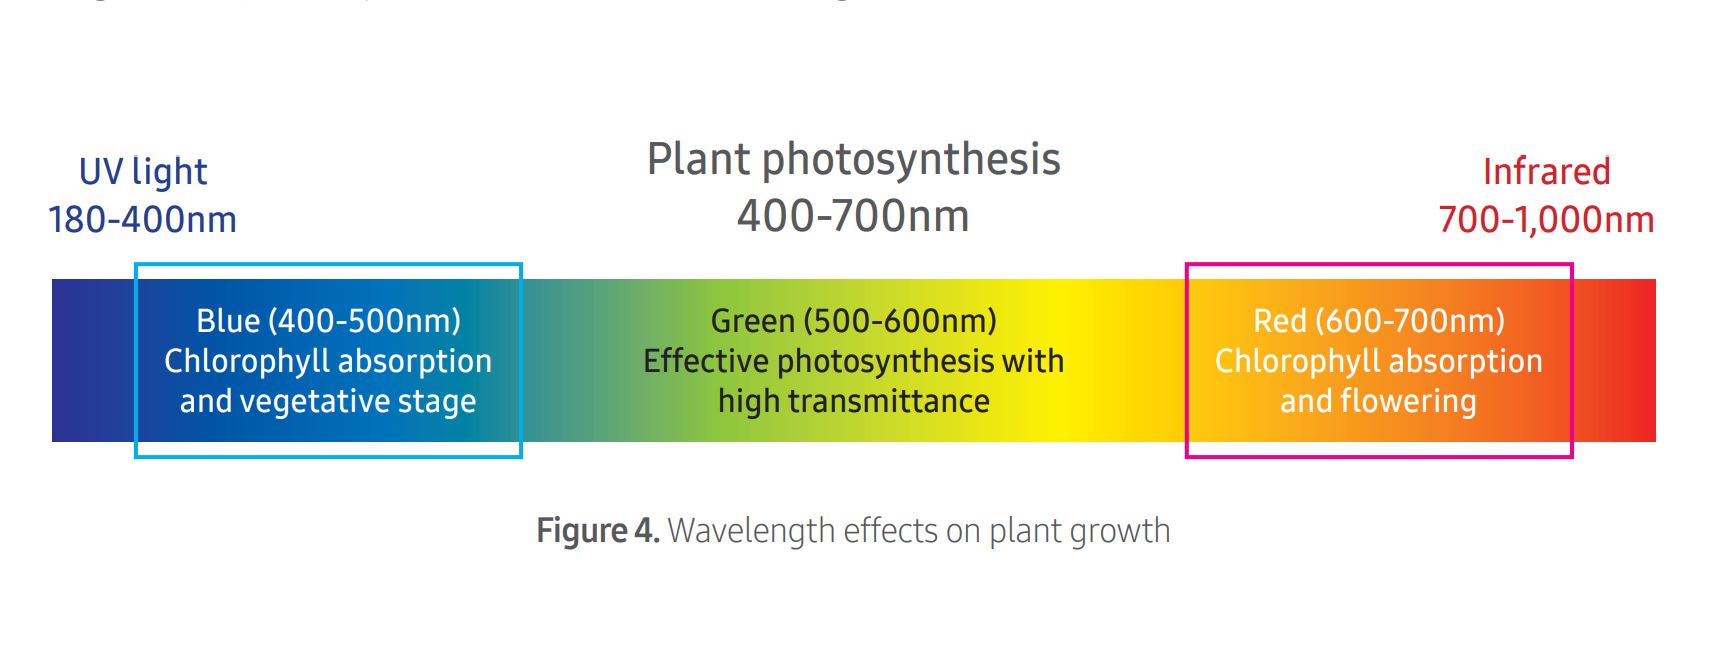 UV light
180-400nm
Plant photosynthesis
400-700nm
Infrared
700-1,000nm
Blue (400-500nm)
Chlorophyll absorption
and vegetative stage
Green (500-600nm)
Effective photosynthesis with
high transmittance
Red (600-700nm)
Chlorophyll absorption
and flowering
Figure 4. Wavelength effects on plant growth